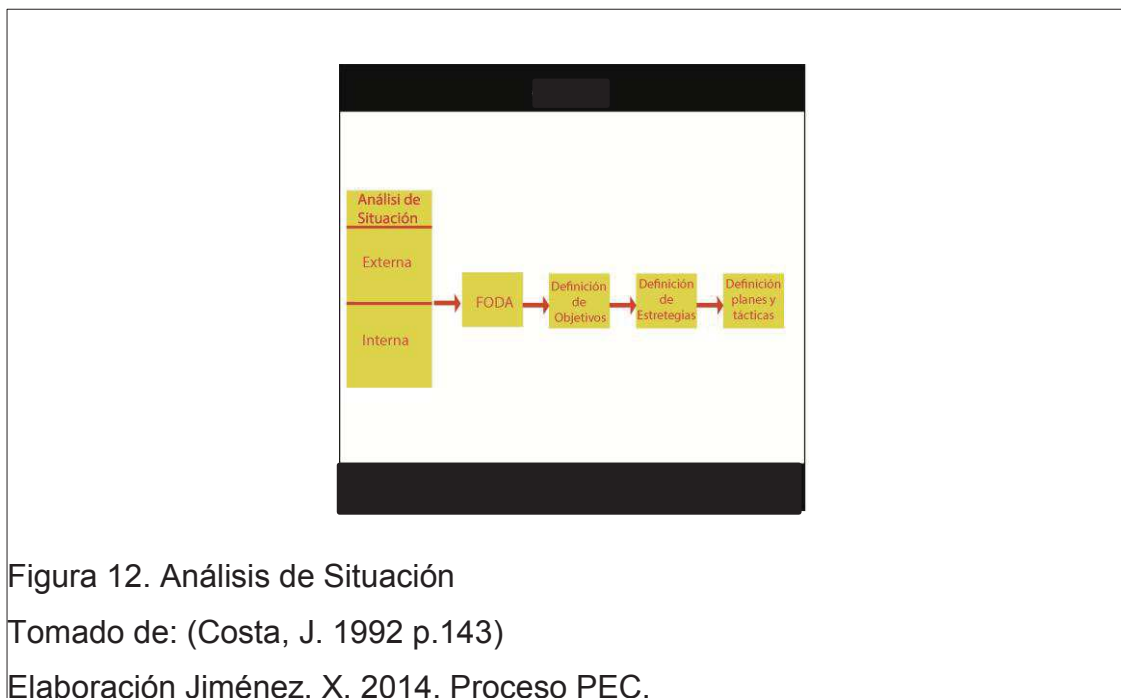 Análisi de
Situación
Externa
Interna
FODA
Definición
de
Objetivos
Definición
de
Estretegias
Definición
planes y
tácticas
Figura 12. Análisis de Situación
Tomado de: (Costa, J. 1992 p.143)
Elaboración Jiménez. X. 2014. Proceso PEC.